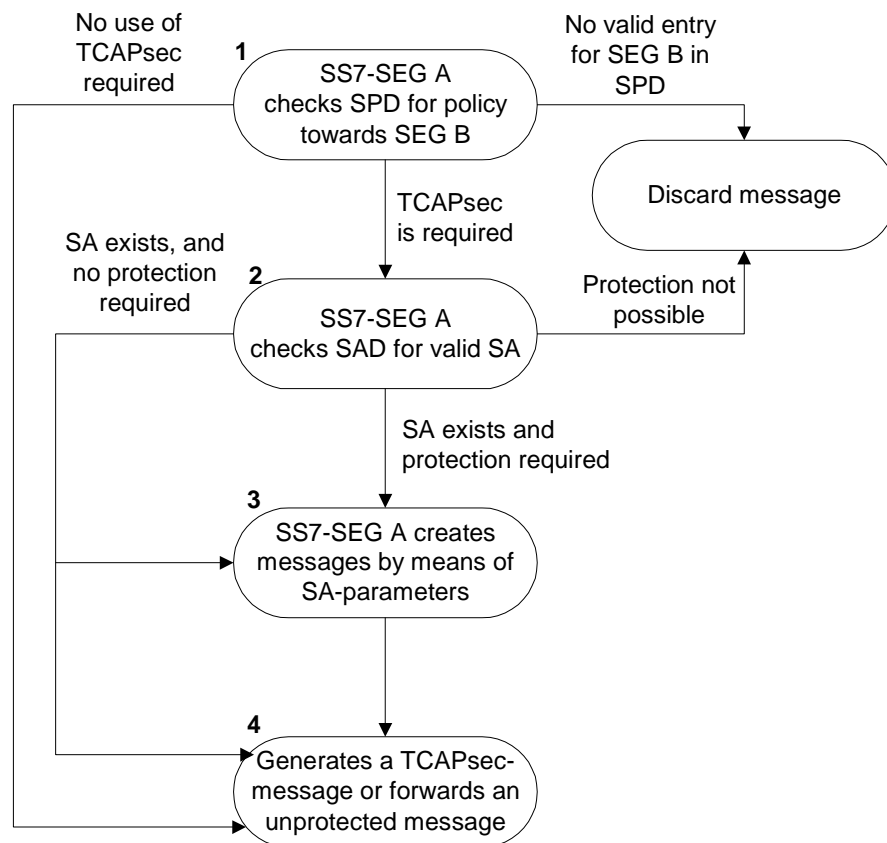 No use of
TCAPsec
required
1
SS7-SEG A
checks SPD for policy
towards SEG B
No valid entry
for SEG B in
SPD
Discard message
TCAPsec
is required
SA exists, and
no protection
required
2
SS7-SEG A
checks SAD for valid SA
Protection not
possible
SA exists and
protection required
3
SS7-SEG A creates
messages by means of
SA-parameters
4
Generates a TCAPsec-
message or forwards an
unprotected message